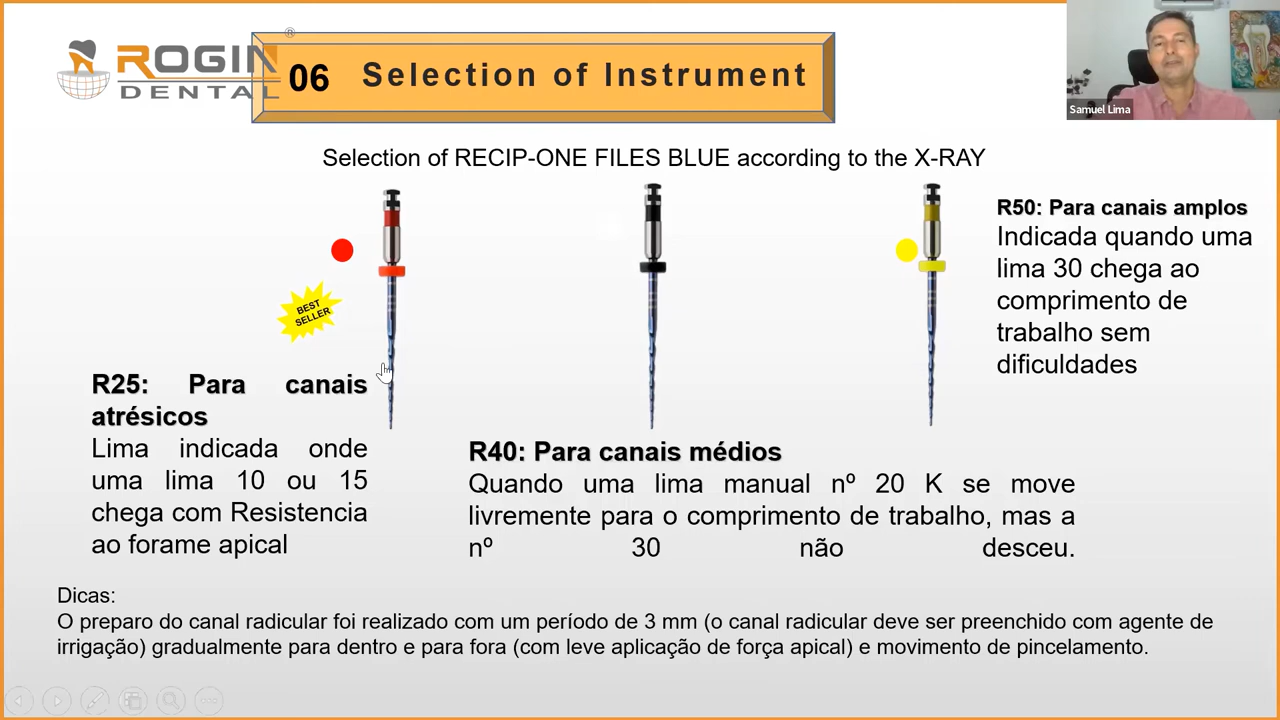 ROGIN®
DENTAL
06 Selection of Instrument
Samuel Lima
Selection of RECIP-ONE FILES BLUE according to the X-RAY
BEST
SELLER
R25: Para canais
atrésicos
Lima indicada onde
uma lima 10 ou 15
chega com Resistencia
ao forame apical
R40: Para canais médios
Quando uma lima manual nº 20 K se move
livremente para o comprimento de trabalho, mas a
nº 30 não desceu.
R50: Para canais amplos
Indicada quando uma
lima 30 chega ao
comprimento de
trabalho sem
dificuldades
Dicas:
O preparo do canal radicular foi realizado com um período de 3 mm (o canal radicular deve ser preenchido com agente de
irrigação) gradualmente para dentro e para fora (com leve aplicação de força apical) e movimento de pincelamento.